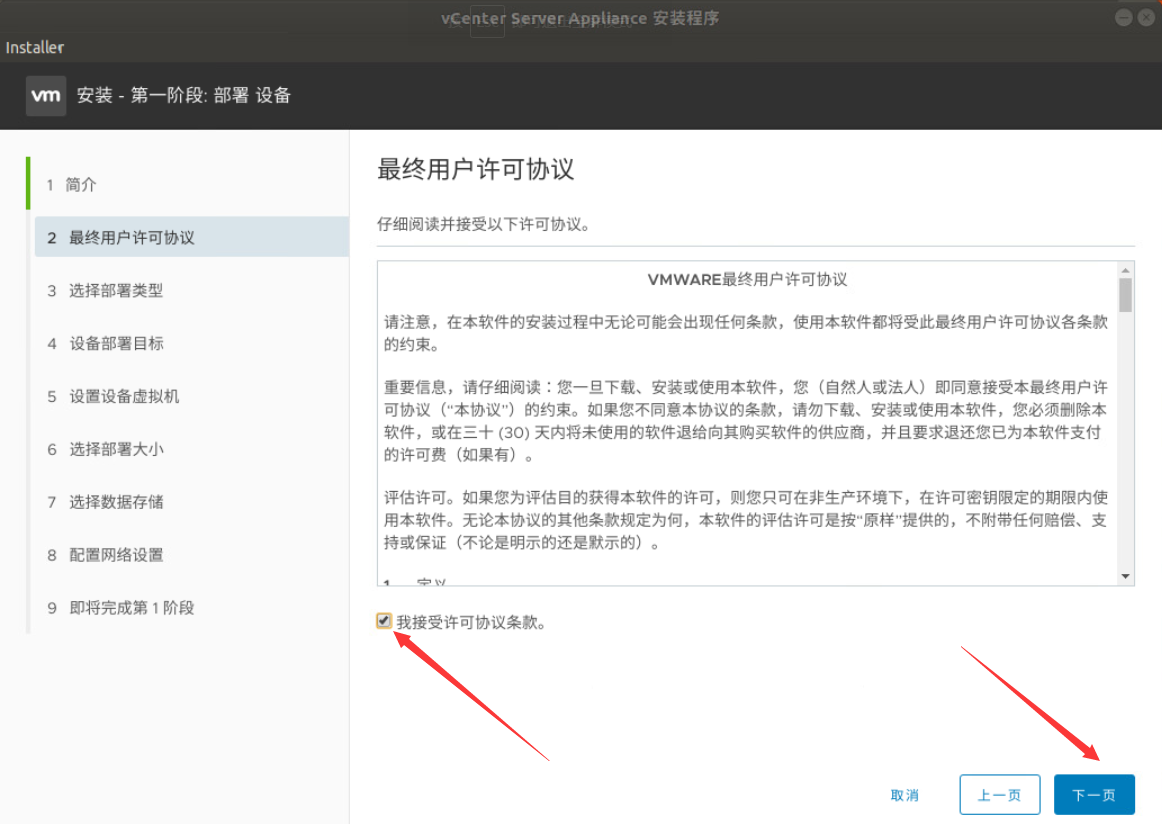 vCenter Server Appliance 安装程序
Installer
vm
安装 - 第一阶段: 部署 设备
1 简介
2 最终用户许可协议
3 选择部署类型
4 设备部署目标
5 设置设备虚拟机
6 选择部署大小
7 选择数据存储
8 配置网络设置
9 即将完成第 1 阶段
最终用户许可协议
仔细阅读并接受以下许可协议。
VMWARE最终用户许可协议
请注意，在本软件的安装过程中无论可能会出现任何条款，使用本软件都将受此最终用户许可协议各条款
的约束。
重要信息，请仔细阅读：您一旦下载、安装或使用本软件，您（自然人或法人）即同意接受本最终用户许
可协议（“本协议”）的约束。如果您不同意本协议的条款，请勿下载、安装或使用本软件，您必须删除本
软件，或在三十 (30) 天内将未使用的软件退给向其购买软件的供应商，并且要求退还您已为本软件支付
的许可费（如果有）。
评估许可。如果您为评估目的获得本软件的许可，则您只可在非生产环境下，在许可密钥限定的期限内使
用本软件。无论本协议的其他条款规定为何，本软件的评估许可是按“原样”提供的，不附带任何赔偿、支
持或保证（不论是明示的还是默示的）。
1. 定义
我接受许可协议条款。
取消
上一页
下一页